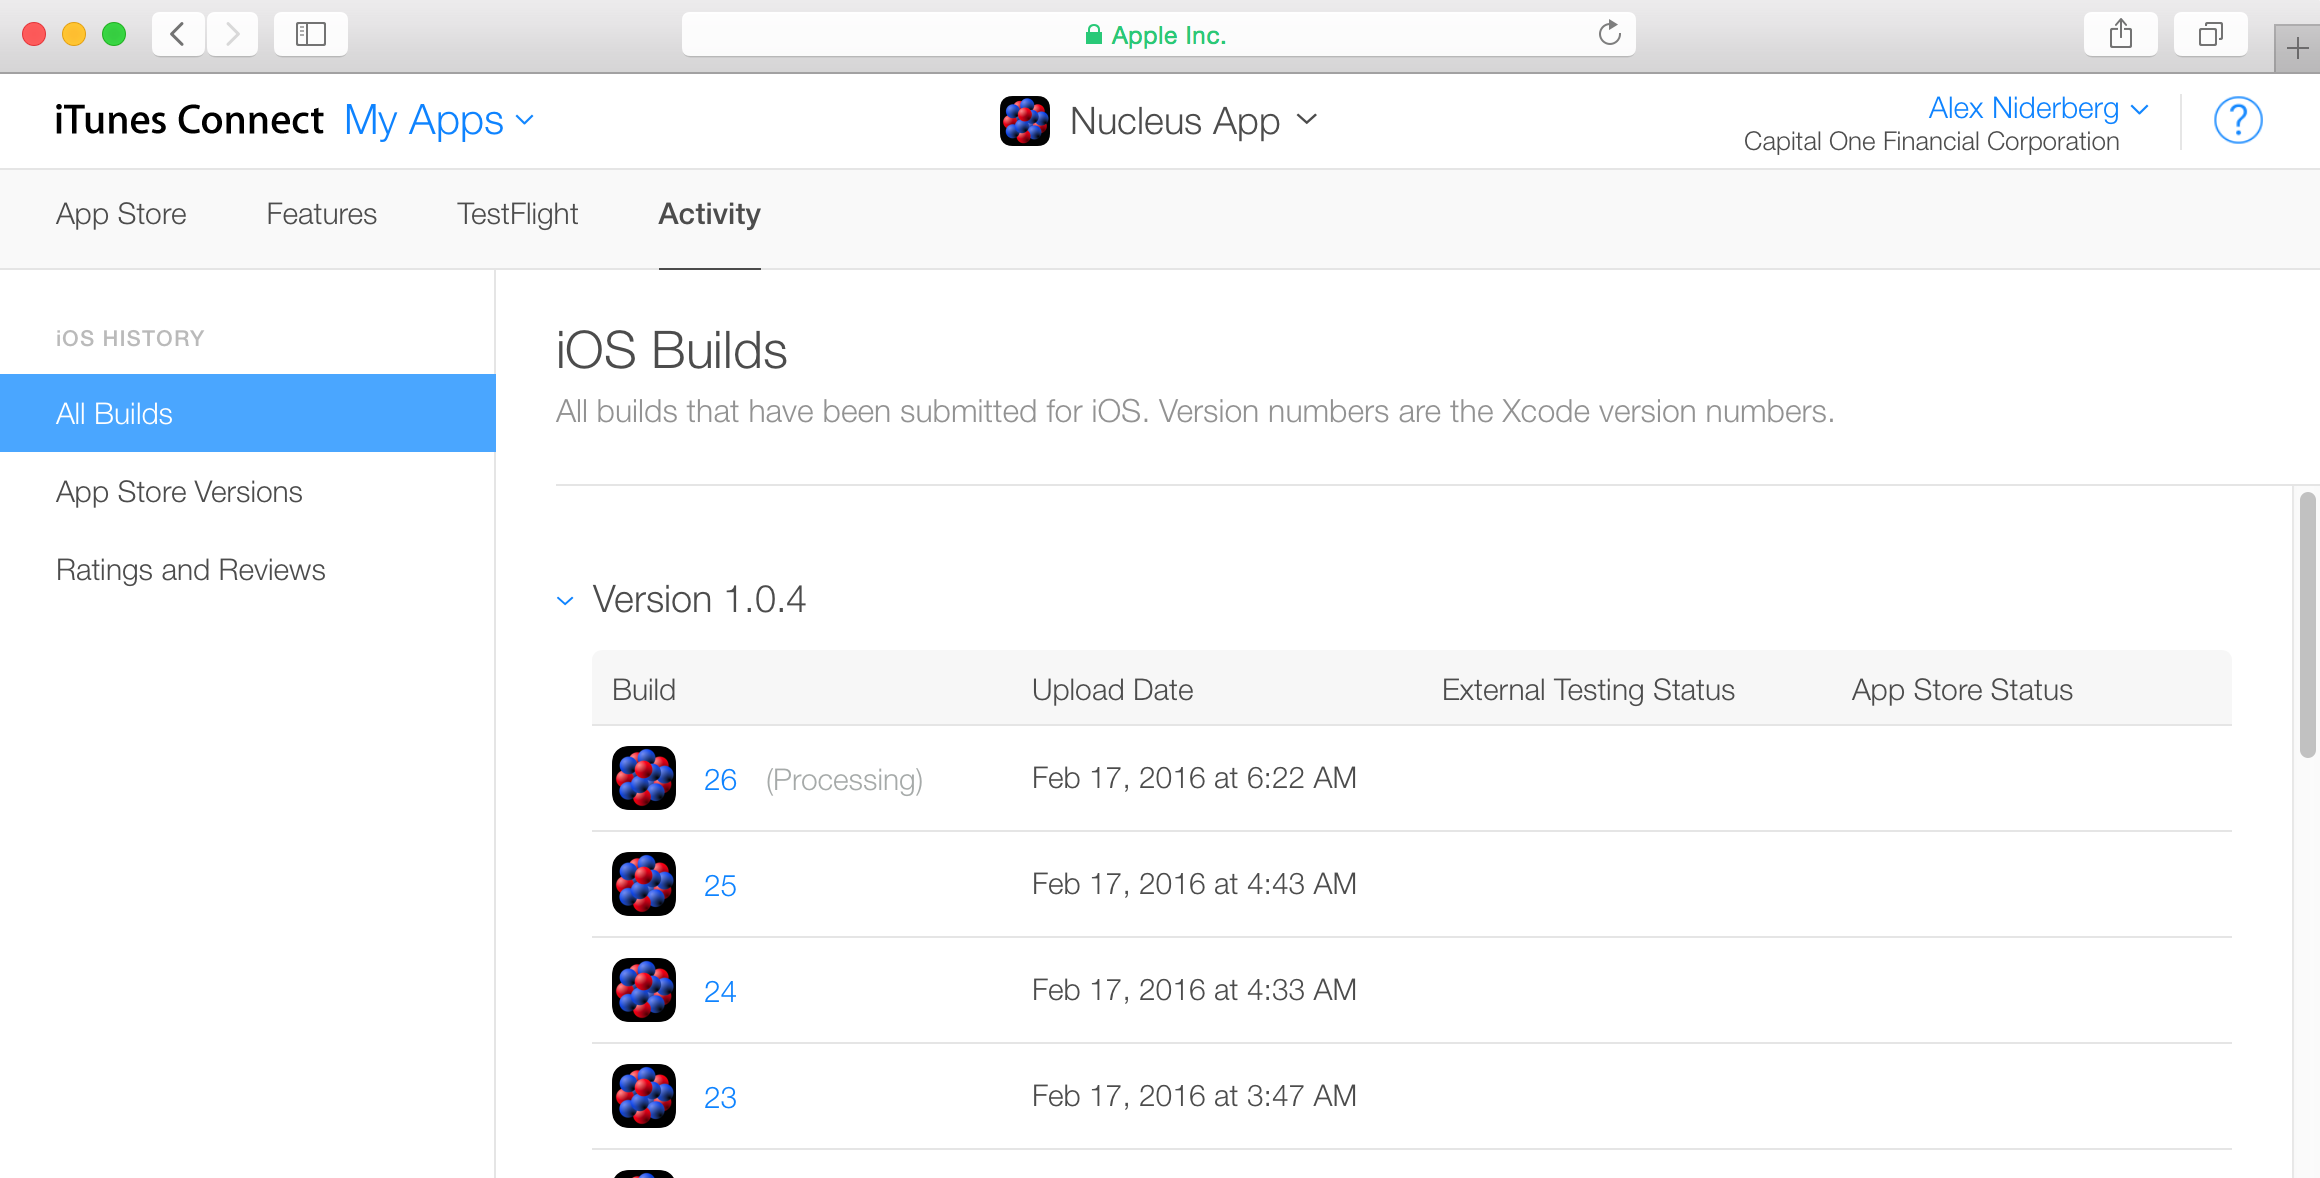 Apple Inc.
iTunes Connect My Apps
Nucleus App
Alex Niderberg
Capital One Financial Corporation
?
App Store Features TestFlight Activity
iOS HISTORY
All Builds
App Store Versions
Ratings and Reviews
iOS Builds
All builds that have been submitted for iOS. Version numbers are the Xcode version numbers.
Version 1.0.4
Build Upload Date External Testing Status App Store Status
26 (Processing) Feb 17, 2016 at 6:22 AM
25 Feb 17, 2016 at 4:43 AM
24 Feb 17, 2016 at 4:33 AM
23 Feb 17, 2016 at 3:47 AM